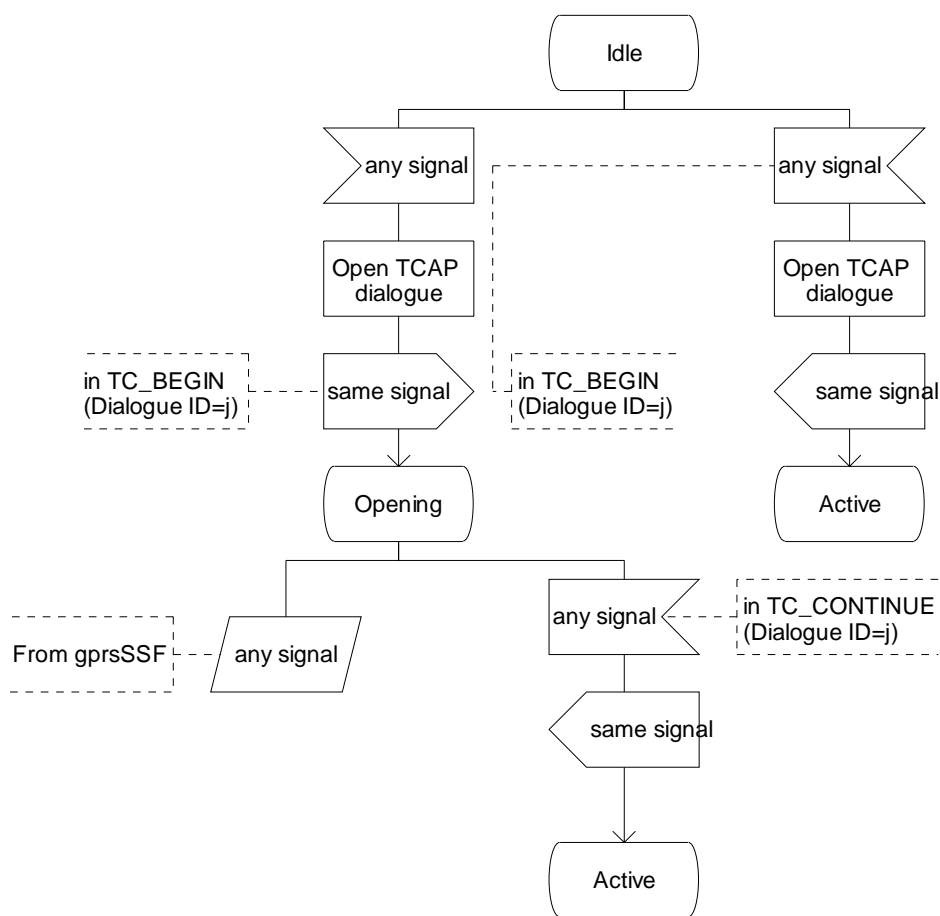 Idle
any signal
any signal
Open TCAP
dialogue
Open TCAP
dialogue
in TC_BEGIN
(Dialogue ID=j)
same signal
in TC_BEGIN
(Dialogue ID=j)
same signal
Opening
Active
any signal
in TC_CONTINUE
(Dialogue ID=j)
From gprsSSF
any signal
same signal
Active